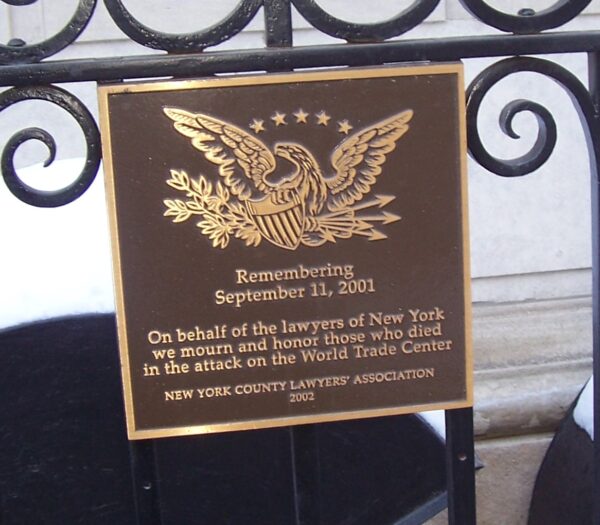 Remembering
September 11, 2001
On behalf of the lawyers of New York
we mourn and honor those who died
in the attack on the World Trade Center
NEW YORK COUNTY LAWYERS' ASSOCIATION
2002